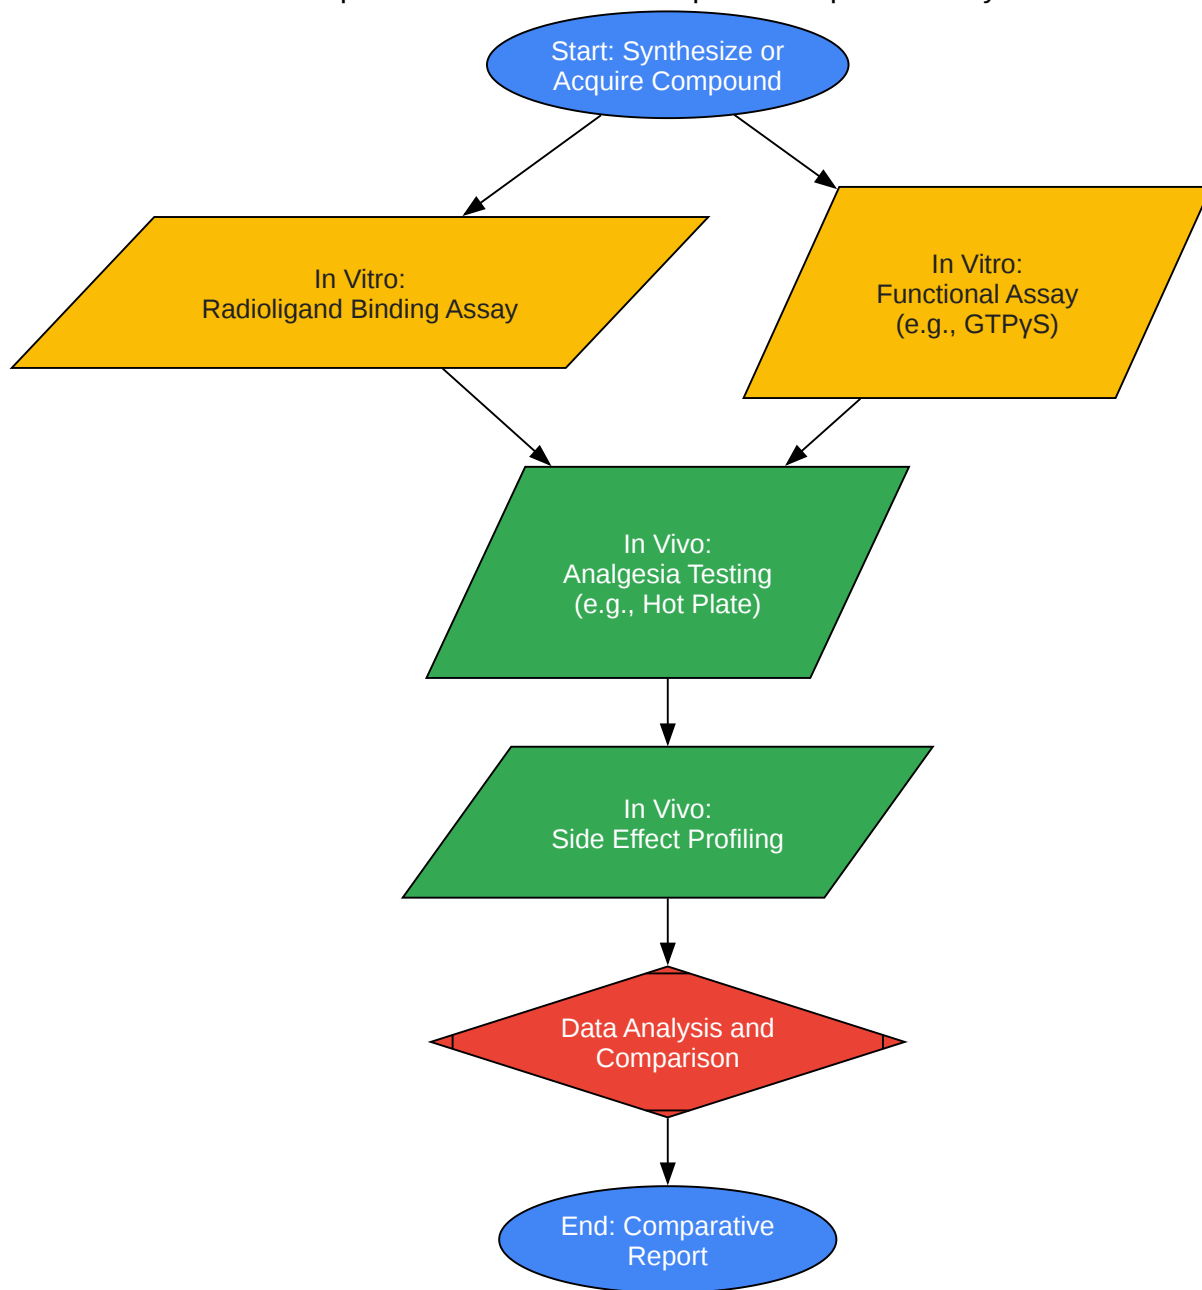 Start: Synthesize or
Acquire Compound
In Vitro:
Radioligand Binding Assay
In Vitro:
Functional Assay
(e.g., GTPγS)
In Vivo:
Analgesia Testing
(e.g., Hot Plate)
In Vivo:
Side Effect Profiling
Data Analysis and
Comparison
End: Comparative
Report